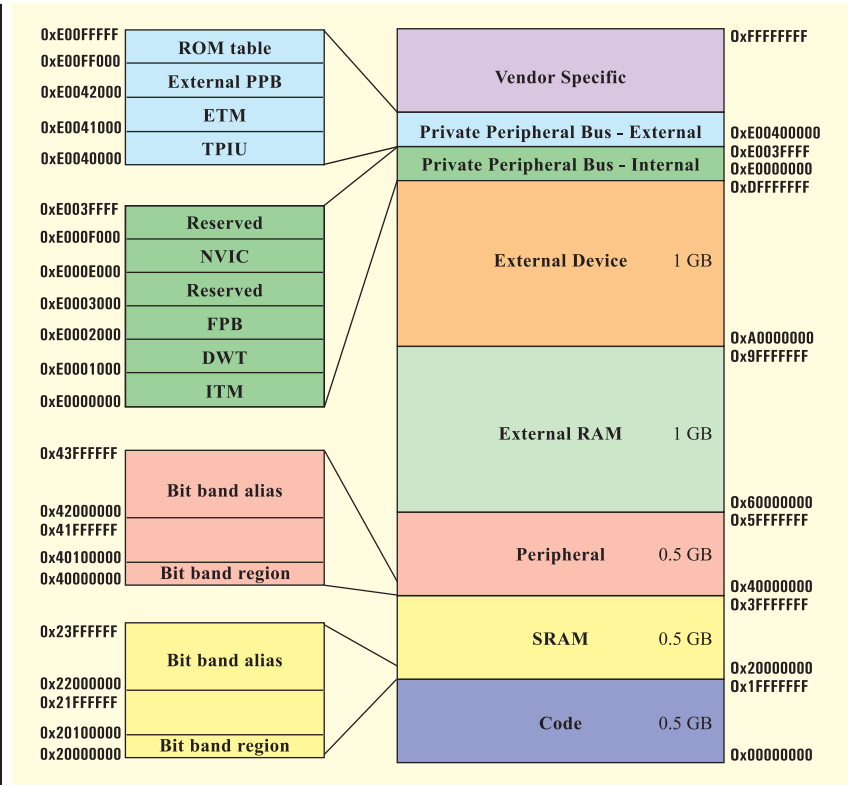 0xE00FFFFF
ROM table
0xE00FF000
External PPB
0xE0042000
ETM
0xE0041000
TPIU
0xE0040000
0xE003FFFF
Reserved
0xE000F000
NVIC
0xE000E000
Reserved
0xE0003000
FPB
0xE0002000
DWT
0xE0001000
ITM
0xE0000000
0x43FFFFFF
Bit band alias
0x42000000
0x41FFFFFF
0x40100000
Bit band region
0x40000000
0x23FFFFFF
Bit band alias
0x22000000
0x21FFFFFF
0x20100000
Bit band region
0x20000000
0xFFFFFFFF
Vendor Specific
Private Peripheral Bus - External
0xE00400000
0xE003FFFF
Private Peripheral Bus - Internal
0xE0000000
0xDFFFFFFF
External Device 1 GB
0xA0000000
0x9FFFFFFF
External RAM 1 GB
0x60000000
0x5FFFFFFF
Peripheral 0.5 GB
0x40000000
0x3FFFFFFF
SRAM 0.5 GB
0x20000000
0x1FFFFFFF
Code 0.5 GB
0x00000000